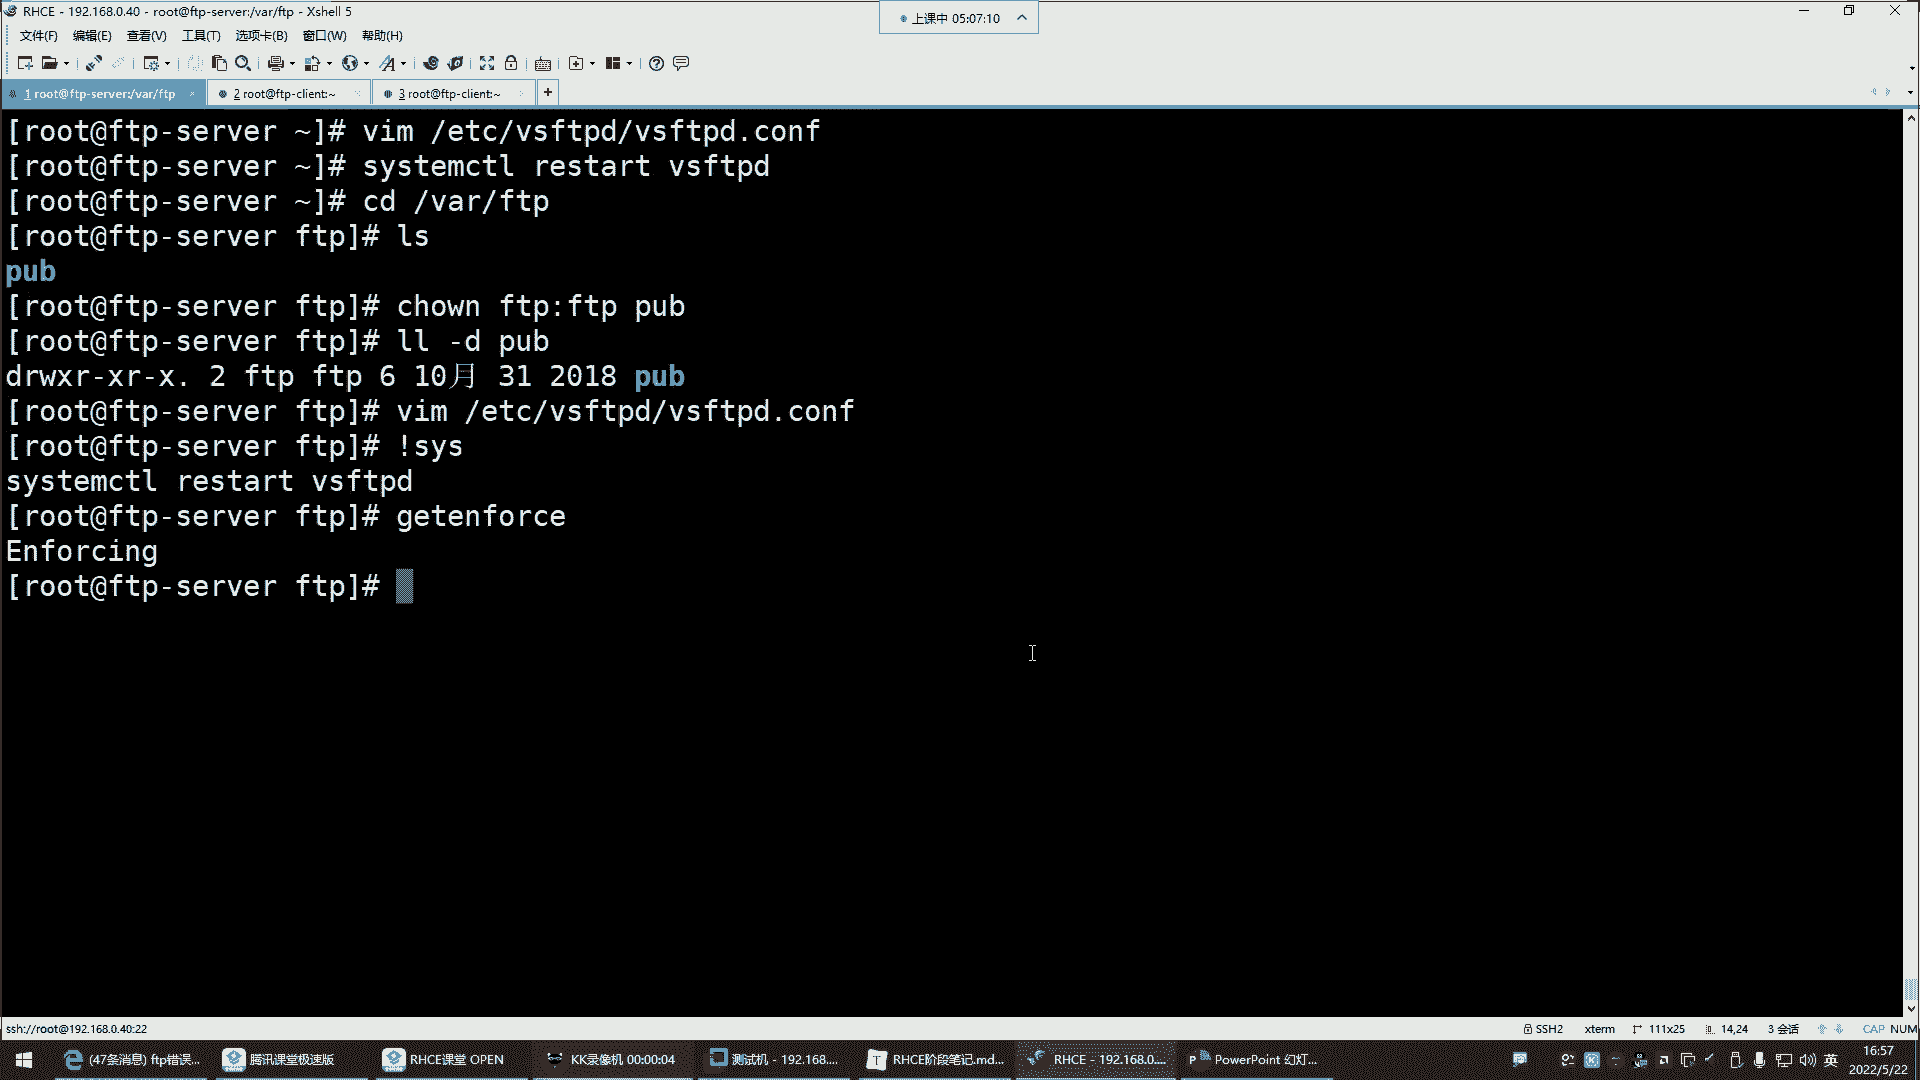 RHCE - 192.168.0.40 - root@ftp-server:/var/ftp - Xshell 5
上课中 05:07:10
文件(F) 编辑(E) 查看(V) 工具(T) 选项卡(B) 窗口(W) 帮助(H)
1 root@ftp-server:/var/ftp 2 root@ftp-client:~ 3 root@ftp-client:~ +
[root@ftp-server ~]# vim /etc/vsftpd/vsftpd.conf
[root@ftp-server ~]# systemctl restart vsftpd
[root@ftp-server ~]# cd /var/ftp
[root@ftp-server ftp]# ls
pub
[root@ftp-server ftp]# chown ftp:ftp pub
[root@ftp-server ftp]# ll -d pub
drwxr-xr-x. 2 ftp ftp 6 10月 31 2018 pub
[root@ftp-server ftp]# vim /etc/vsftpd/vsftpd.conf
[root@ftp-server ftp]# !sys
systemctl restart vsftpd
[root@ftp-server ftp]# getenforce
Enforcing
[root@ftp-server ftp]#
ssh://root@192.168.0.40:22 SSH2 xterm 111x25 14,24 3 会话 CAP NUM
(47条消息) ftp错误... 腾讯课堂极速版 RHCE课堂 OPEN KK录像机 00:00:04 测试机 - 192.168.... RHCE阶段笔记.md... RHCE - 192.168.0.... PowerPoint 幻灯... 英 16:57
2022/5/22